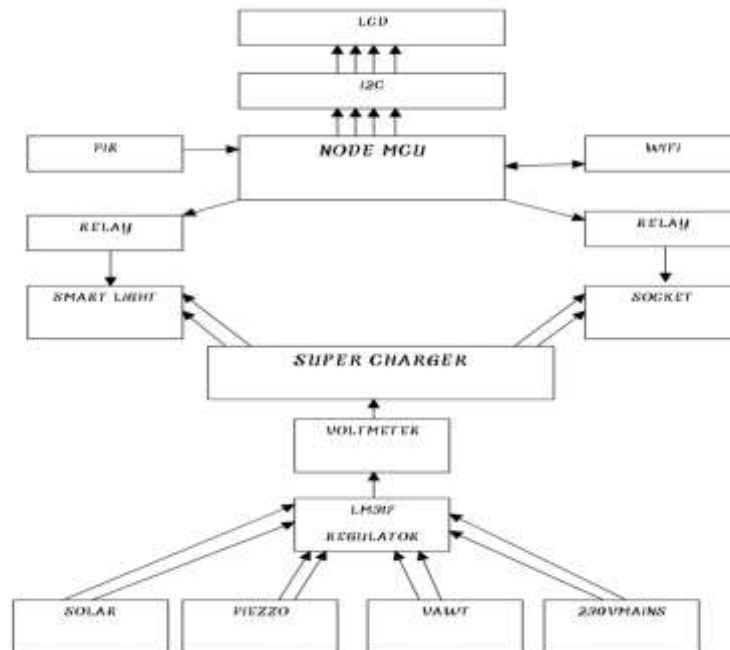 LCD
I2C
NODE MCU
PIR
WIFI
RELAY
RELAY
SMART LIGHT
SOCKET
SUPER CHARGER
VOLTMETER
REGULATOR
SOLAR
PIEZZO
VAWT
230VMAINS